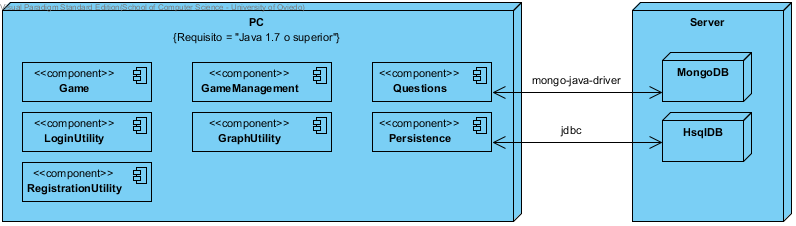 Visual Paradigm Standard Edition(School of Computer Science - University of Oviedo)
PC
{Requisito = "Java 1.7 o superior"}
Server
<<component>>
Game
<<component>>
GameManagement
<<component>>
Questions
mongo-java-driver
MongoDB
<<component>>
LoginUtility
<<component>>
GraphUtility
<<component>>
Persistence
jdbc
HsqlDB
<<component>>
RegistrationUtility